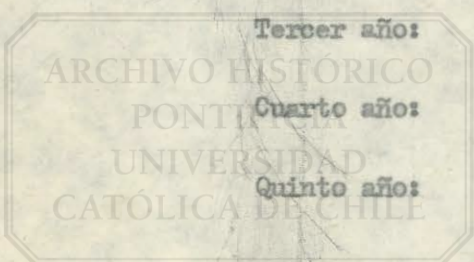 Tercer año:
ARCHIVO HISTÓRICO
Cuarto año:
PONTIFICIA
UNIVERSIDAD
Quinto año:
CATÓLICA DE CHILE